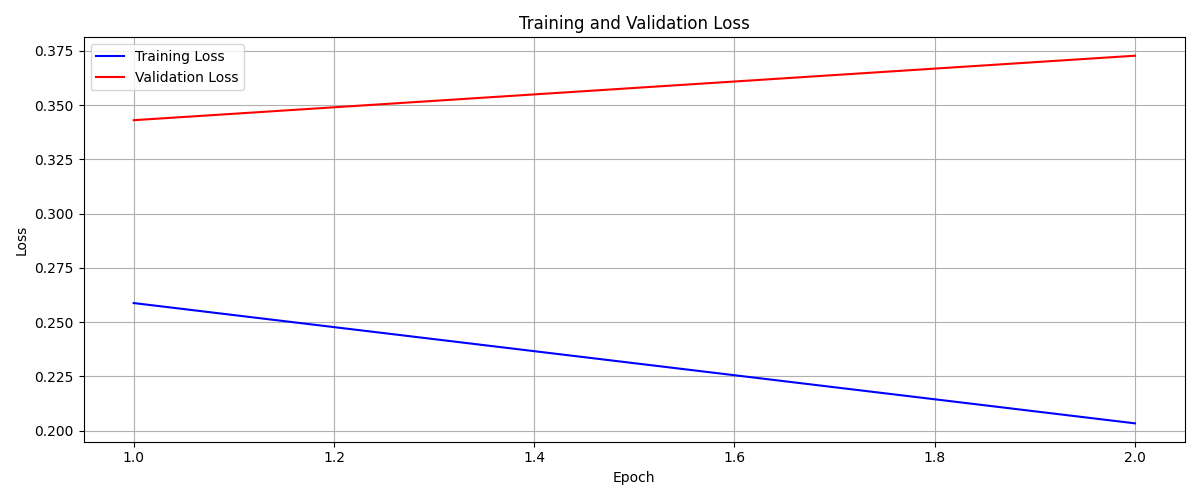 Training and Validation Loss
Training Loss
Validation Loss
0.375
0.350
0.325
0.300
0.275
0.250
0.225
0.200
Loss
1.0 1.2 1.4 1.6 1.8 2.0
Epoch